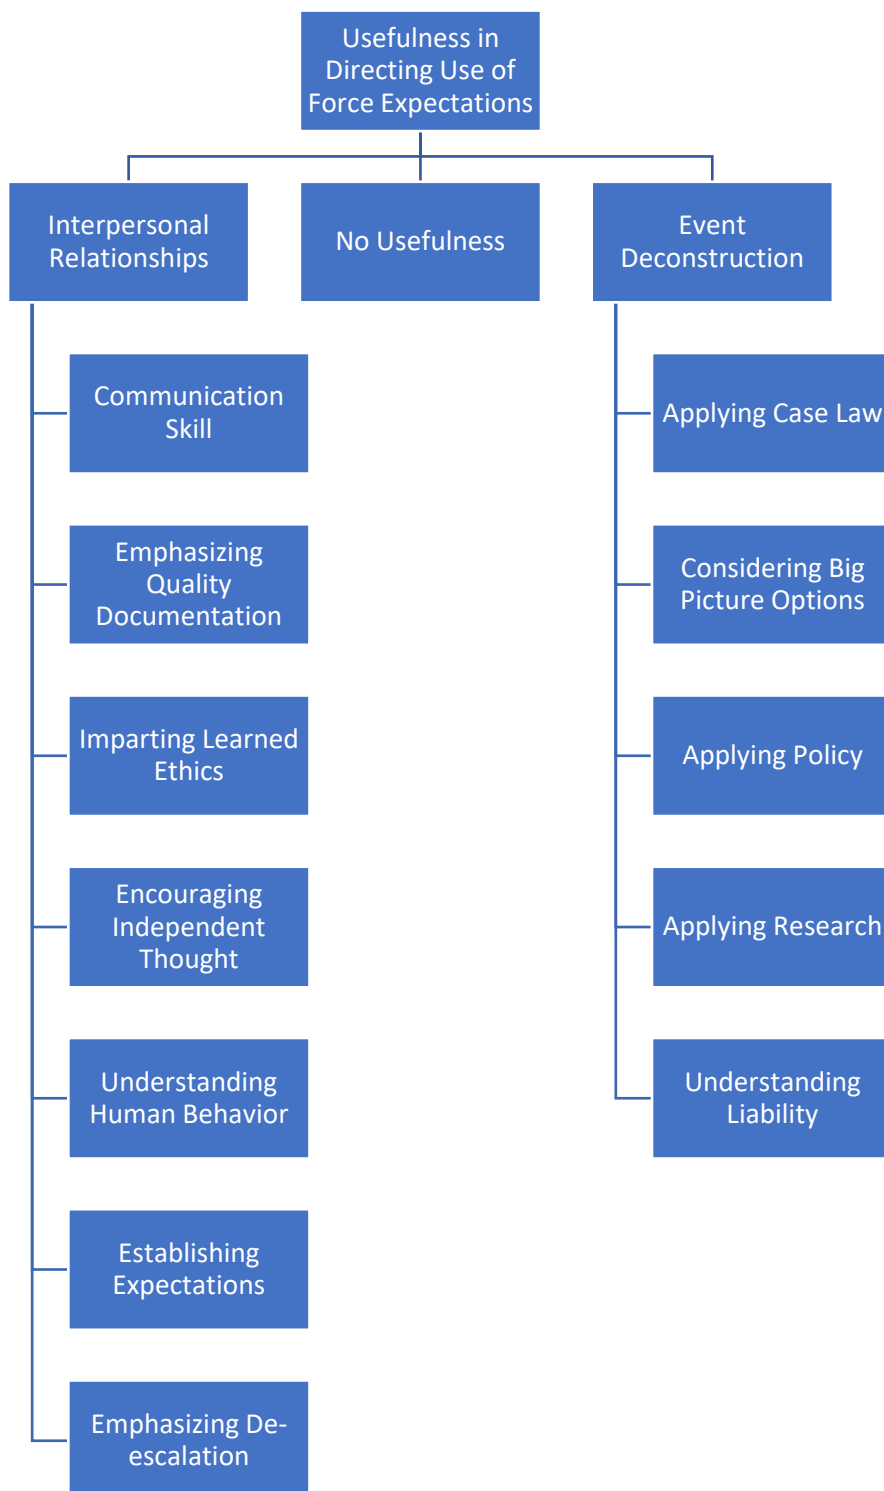 Usefulness in
Directing Use of
Force Expectations
Interpersonal
Relationships
No Usefulness
Event
Deconstruction
Communication
Skill
Emphasizing
Quality
Documentation
Imparting Learned
Ethics
Encouraging
Independent
Thought
Understanding
Human Behavior
Establishing
Expectations
Emphasizing De-
escalation
Applying Case Law
Considering Big
Picture Options
Applying Policy
Applying Research
Understanding
Liability